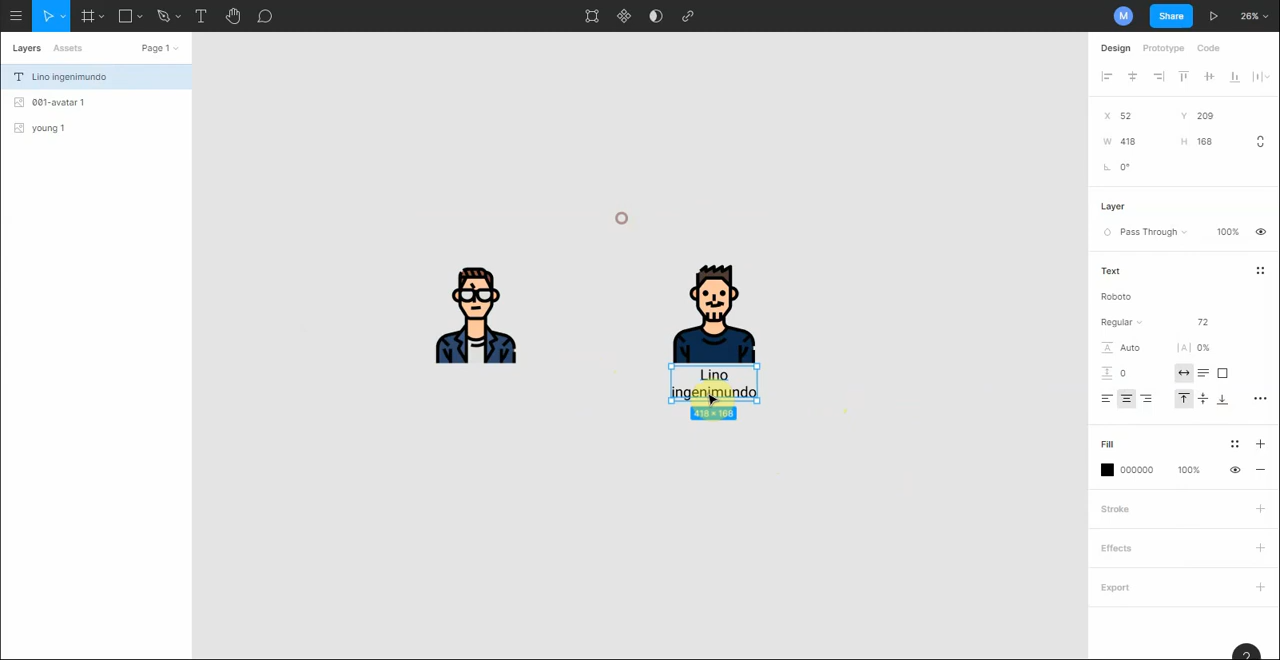 M
Share
26%
Layers
Assets
Page 1
Lino ingenimundo
001-avatar 1
young 1
Lino
ingenimundo
418 × 168
Design
Prototype
Code
X 52
Y 209
W 418
H 168
0°
Layer
Pass Through
100%
Text
Roboto
Regular
72
A Auto
|A| 0%
0
Fill
000000
100%
Stroke
Effects
Export
?